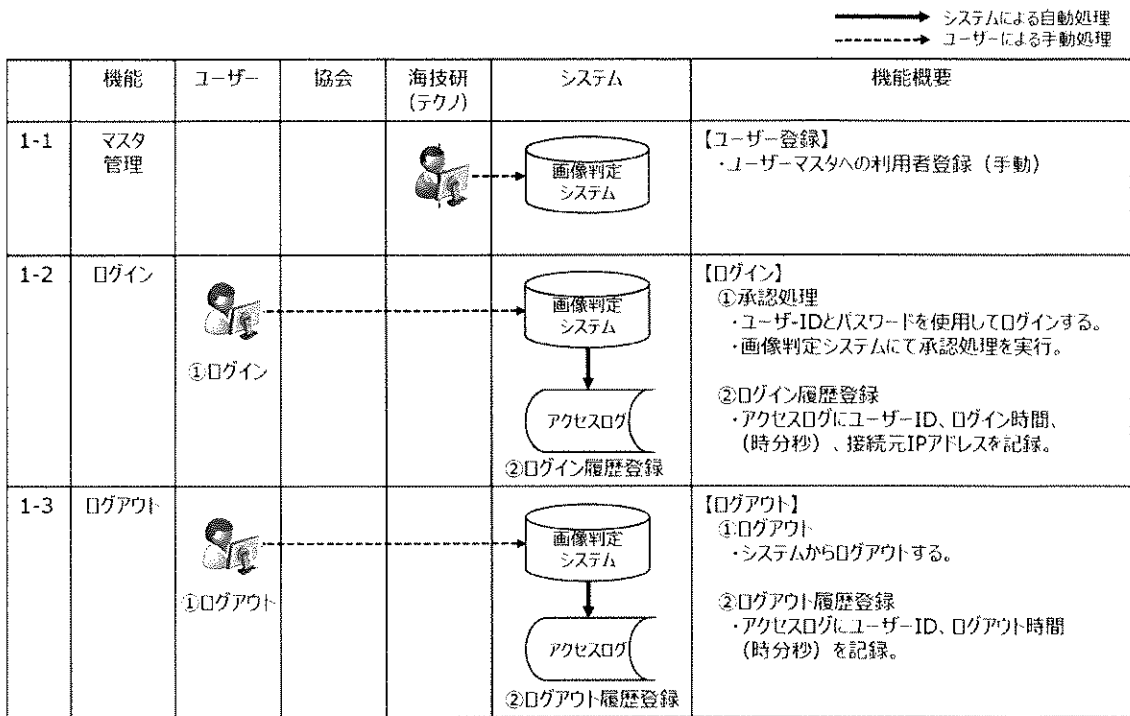 システムによる自動処理
ユーザーによる手動処理
機能 ユーザー 協会 海技研 システム 機能概要
(テクノ)
1-1 マスタ
管理
画像判定
システム
【ユーザー登録】
・ユーザーマスタへの利用者登録（手動）
1-2 ログイン
①ログイン
画像判定
システム
アクセスログ
②ログイン履歴登録
【ログイン】
①承認処理
・ユーザーIDとパスワードを使用してログインする。
・画像判定システムにて承認処理を実行。
②ログイン履歴登録
・アクセスログにユーザーID、ログイン時間、
（時分秒）、接続元IPアドレスを記録。
1-3 ログアウト
①ログアウト
画像判定
システム
アクセスログ
②ログアウト履歴登録
【ログアウト】
①ログアウト
・システムからログアウトする。
②ログアウト履歴登録
・アクセスログにユーザーID、ログアウト時間
（時分秒）を記録。